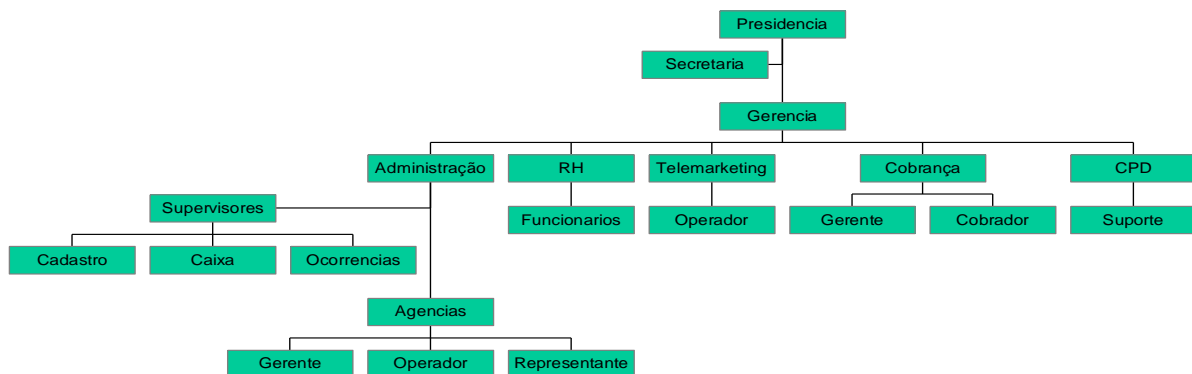 Presidencia
Secretaria
Gerencia
Administração
RH
Telemarketing
Cobrança
CPD
Supervisores
Funcionarios
Operador
Gerente
Cobrador
Suporte
Cadastro
Caixa
Ocorrencias
Agencias
Gerente
Operador
Representante